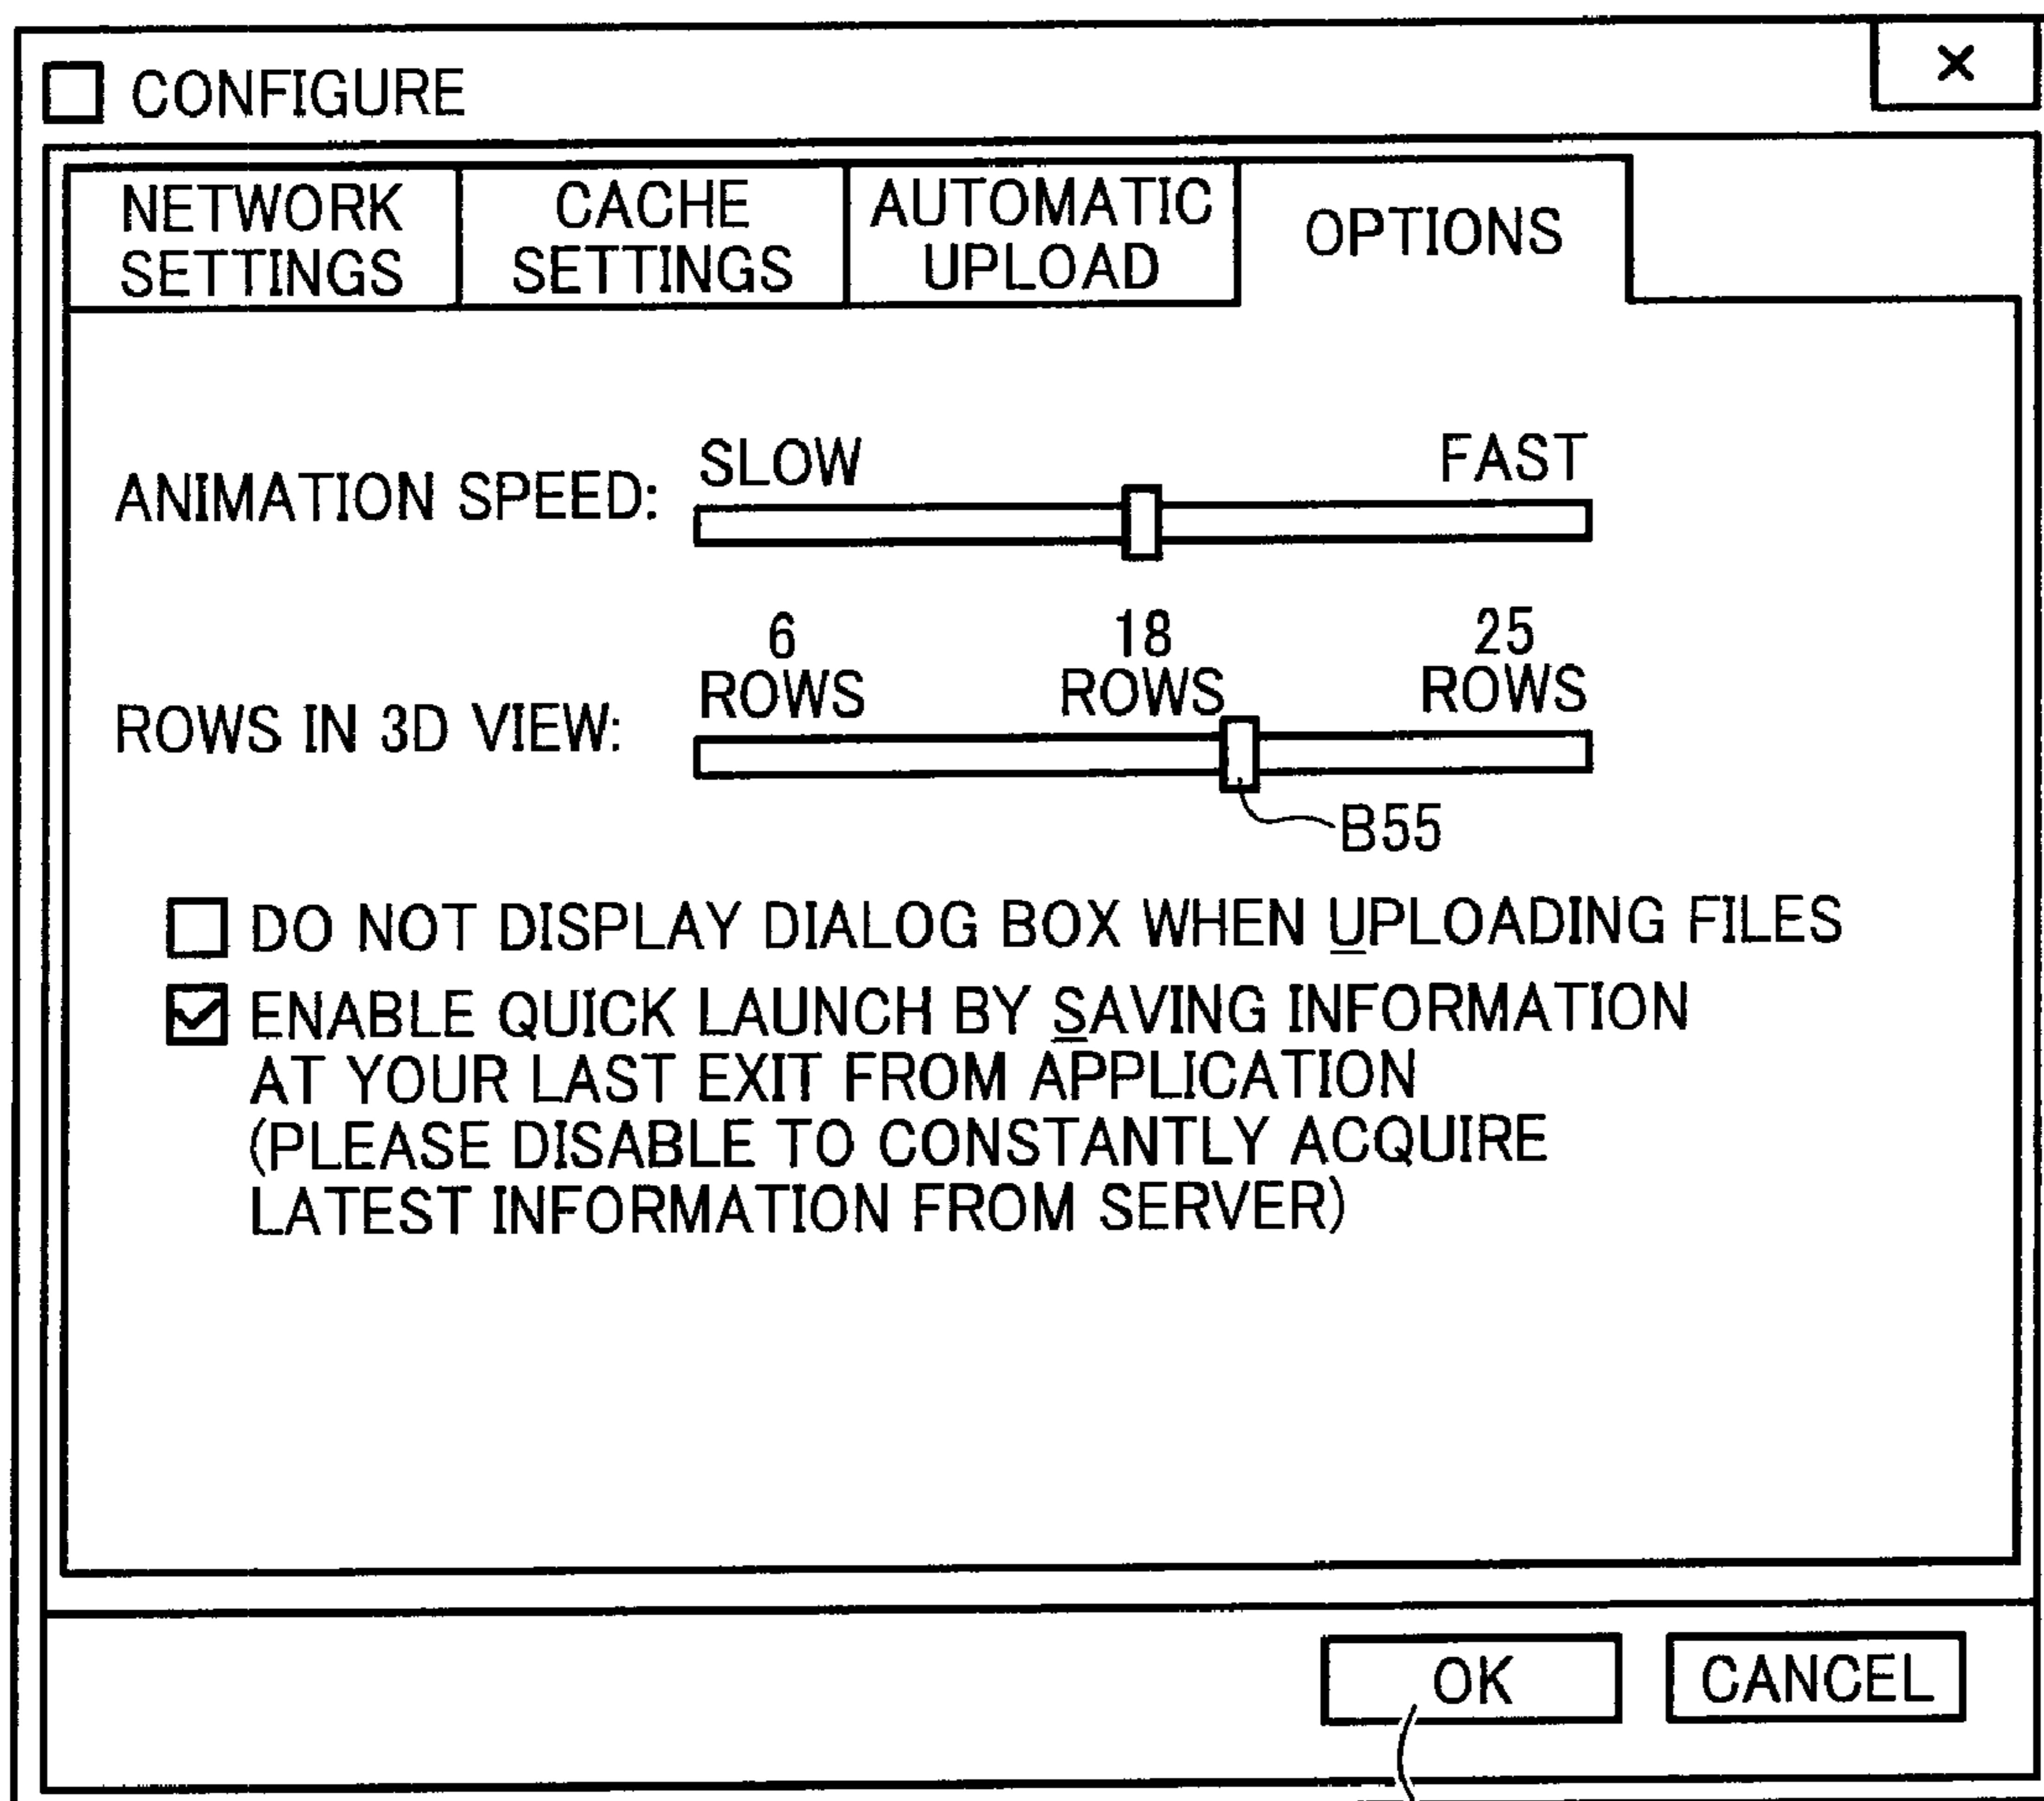 CONFIGURE
×
NETWORK
SETTINGS
CACHE
SETTINGS
AUTOMATIC
UPLOAD
OPTIONS
SLOW
FAST
ANIMATION SPEED:
6
ROWS
18
ROWS
25
ROWS
ROWS IN 3D VIEW:
B55
DO NOT DISPLAY DIALOG BOX WHEN UPLOADING FILES
ENABLE QUICK LAUNCH BY SAVING INFORMATION
AT YOUR LAST EXIT FROM APPLICATION
(PLEASE DISABLE TO CONSTANTLY ACQUIRE
LATEST INFORMATION FROM SERVER)
OK
CANCEL